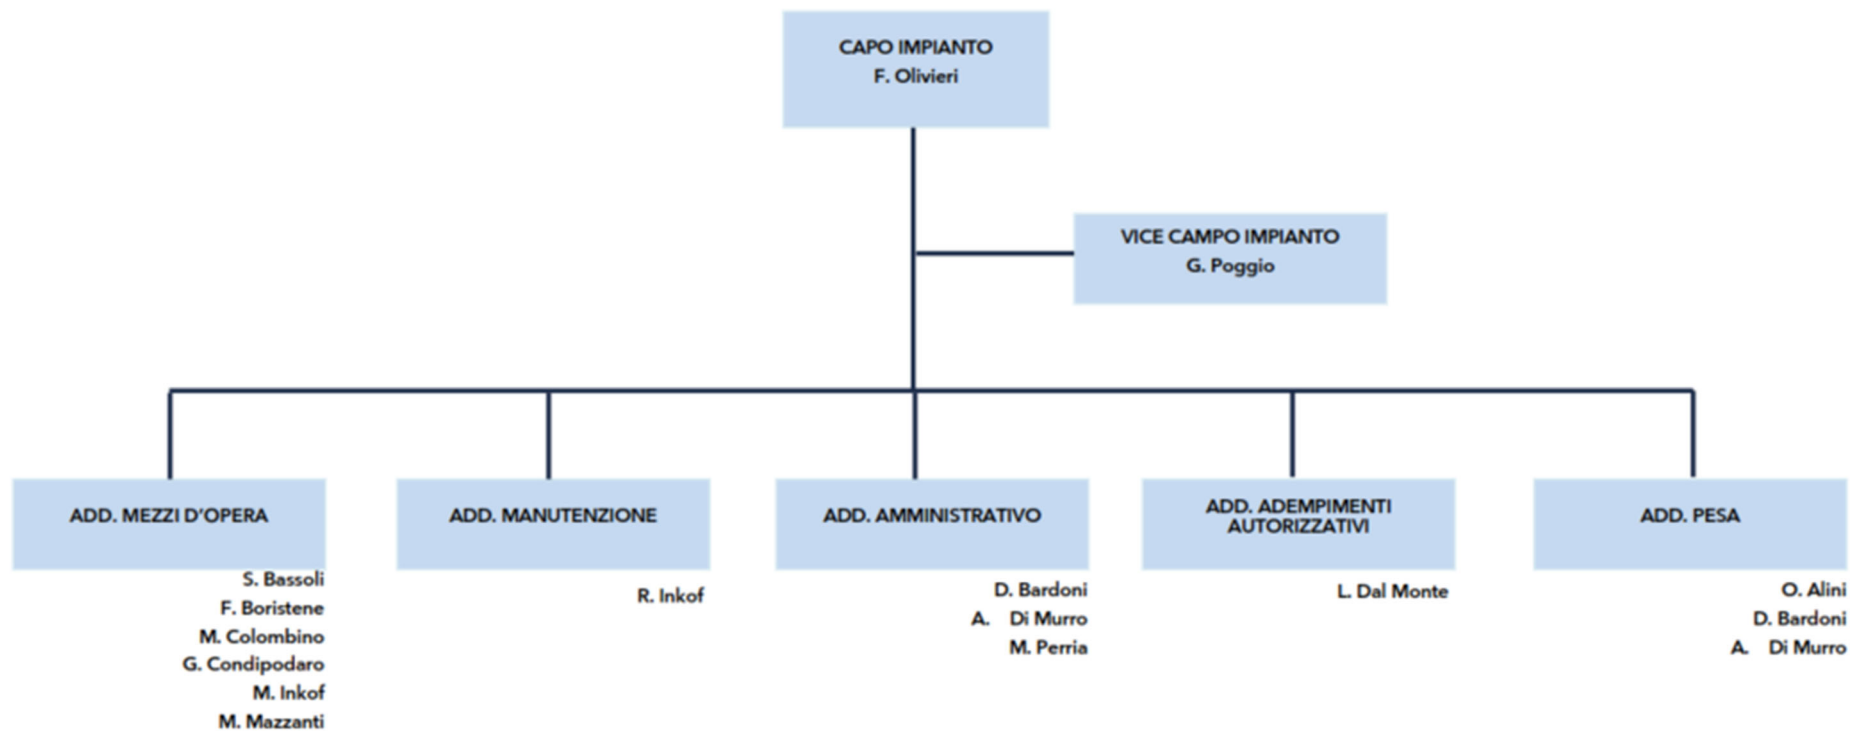 CAPO IMPIANTO
F. Olivieri
VICE CAMPO IMPIANTO
G. Poggio
ADD. MEZZI D'OPERA
S. Bassoli
F. Boristene
M. Colombino
G. Condipodaro
M. Inkof
M. Mazzanti
ADD. MANUTENZIONE
R. Inkof
ADD. AMMINISTRATIVO
D. Bardoni
A. Di Murro
M. Perria
ADD. ADEMPIMENTI
AUTORIZZATIVI
L. Dal Monte
ADD. PESA
O. Alini
D. Bardoni
A. Di Murro